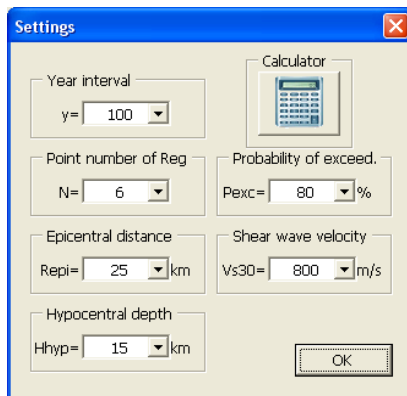 Settings
Year interval
y= 100
Calculator
Point number of Reg
N= 6
Probability of exceed.
Pexc= 80 %
Epicentral distance
Repi= 25 km
Shear wave velocity
Vs30= 800 m/s
Hypocentral depth
Hhyp= 15 km
OK